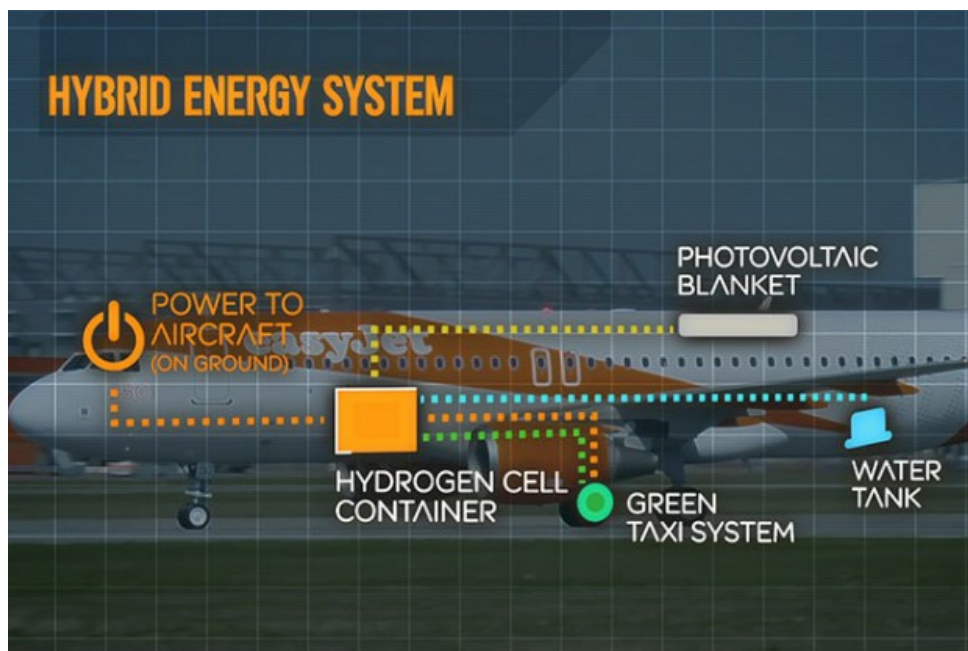 HYBRID ENERGY SYSTEM
PHOTOVOLTAIC
BLANKET
POWER TO
AIRCRAFT
(ON GROUND)
easyJet
HYDROGEN CELL
CONTAINER
GREEN
TAXI SYSTEM
WATER
TANK